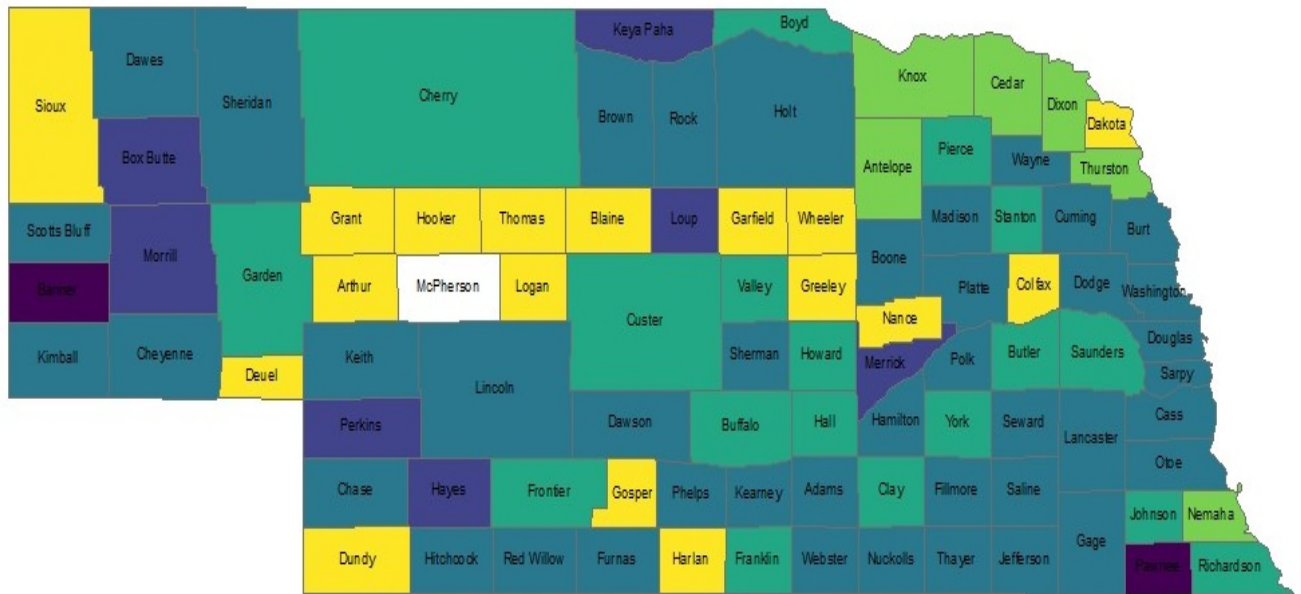 Keya Paha
Boyd
Dawes
Knox
Cedar
Sioux
Sheridan
Cherry
Dixon
Brown
Rock
Holt
Dakota
Box Butte
Pierce
Wayne
Antelope
Thurston
Grant
Hooker
Thomas
Blaine
Loup
Garfield
Wheeler
Madison
Stanton
Cuming
Burt
Scotts Bluff
Morrill
Garden
Boone
Banner
Arthur
McPherson
Logan
Valley
Greeley
Platte
Colfax
Dodge
Washington
Custer
Nance
Kimball
Cheyenne
Keith
Sherman
Howard
Merrick
Polk
Butler
Saunders
Douglas
Deuel
Lincoln
Sarpy
Perkins
Dawson
Buffalo
Hall
Hamilton
York
Seward
Lancaster
Cass
Otoe
Chase
Hayes
Frontier
Gosper
Phelps
Kearney
Adams
Clay
Fillmore
Saline
Johnson
Nemaha
Gage
Dundy
Hitchcock
Red Willow
Furnas
Harlan
Franklin
Webster
Nuckolls
Thayer
Jefferson
Pawnee
Richardson